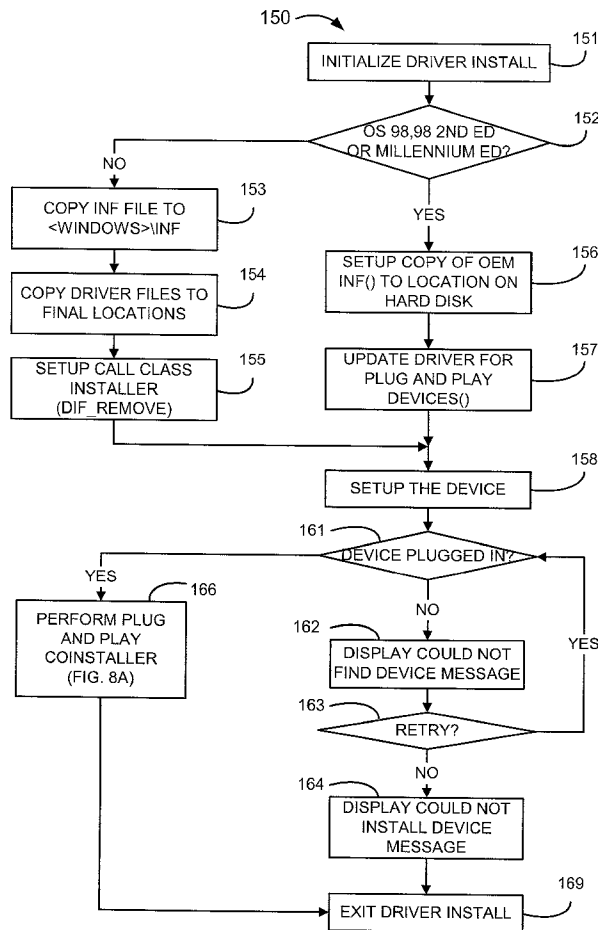 150
151
INITIALIZE DRIVER INSTALL
152
OS 98,98 2ND ED
OR MILLENNIUM ED?
NO
YES
153
COPY INF FILE TO
<WINDOWS>\INF
154
COPY DRIVER FILES TO
FINAL LOCATIONS
155
SETUP CALL CLASS
INSTALLER
(DIF_REMOVE)
156
SETUP COPY OF OEM
INF() TO LOCATION ON
HARD DISK
157
UPDATE DRIVER FOR
PLUG AND PLAY
DEVICES()
158
SETUP THE DEVICE
161
DEVICE PLUGGED IN?
YES
166
PERFORM PLUG
AND PLAY
COINSTALLER
(FIG. 8A)
NO
162
DISPLAY COULD NOT
FIND DEVICE MESSAGE
YES
163
RETRY?
NO
164
DISPLAY COULD NOT
INSTALL DEVICE
MESSAGE
169
EXIT DRIVER INSTALL